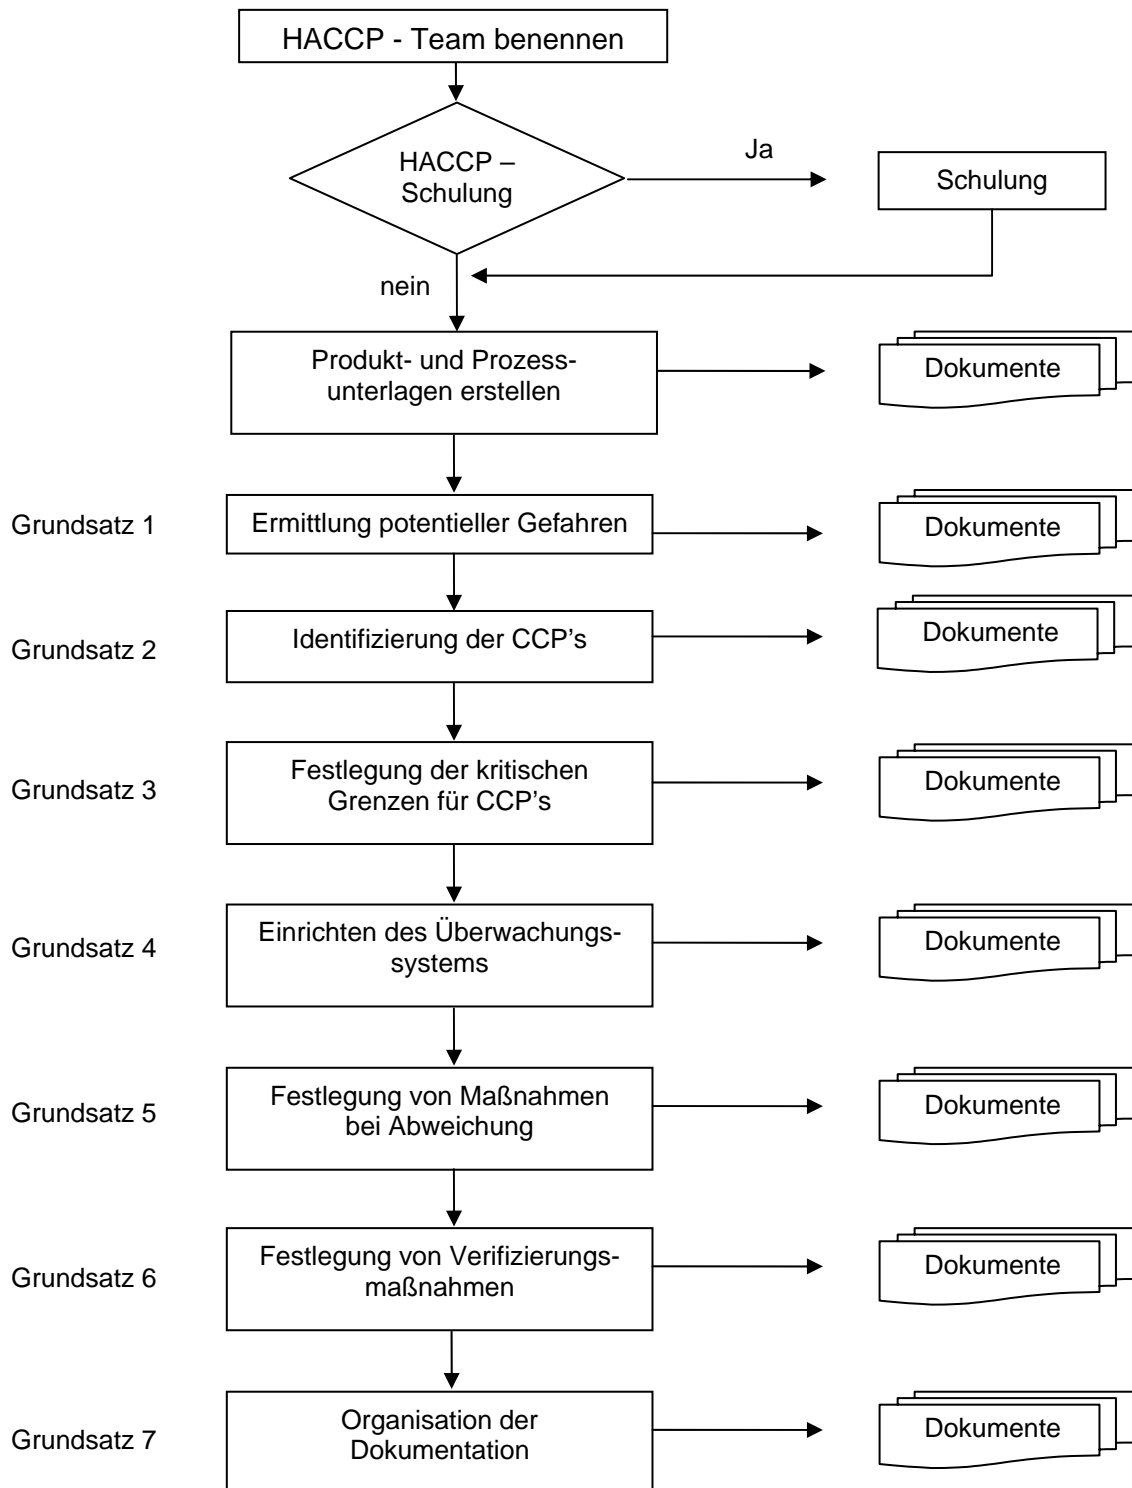 HACCP - Team benennen
HACCP –
Schulung
Ja
Schulung
nein
Produkt- und Prozess-
unterlagen erstellen
Dokumente
Grundsatz 1
Ermittlung potentieller Gefahren
Dokumente
Grundsatz 2
Identifizierung der CCP’s
Dokumente
Grundsatz 3
Festlegung der kritischen
Grenzen für CCP’s
Dokumente
Grundsatz 4
Einrichten des Überwachungs-
systems
Dokumente
Grundsatz 5
Festlegung von Maßnahmen
bei Abweichung
Dokumente
Grundsatz 6
Festlegung von Verifizierungs-
maßnahmen
Dokumente
Grundsatz 7
Organisation der
Dokumentation
Dokumente